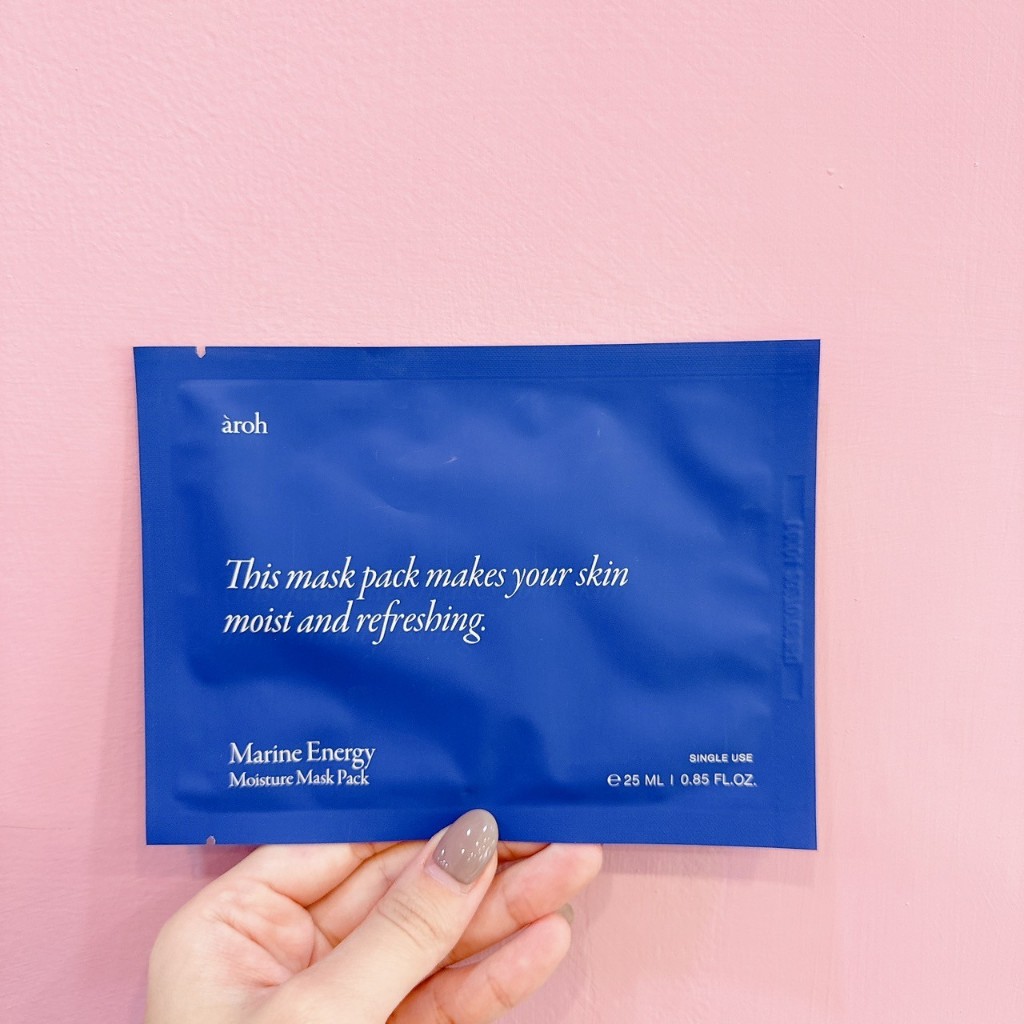 àroh
This mask pack makes your skin
moist and refreshing.
Marine Energy
Moisture Mask Pack
SINGLE USE
℮ 25 ML | 0.85 FL.OZ.